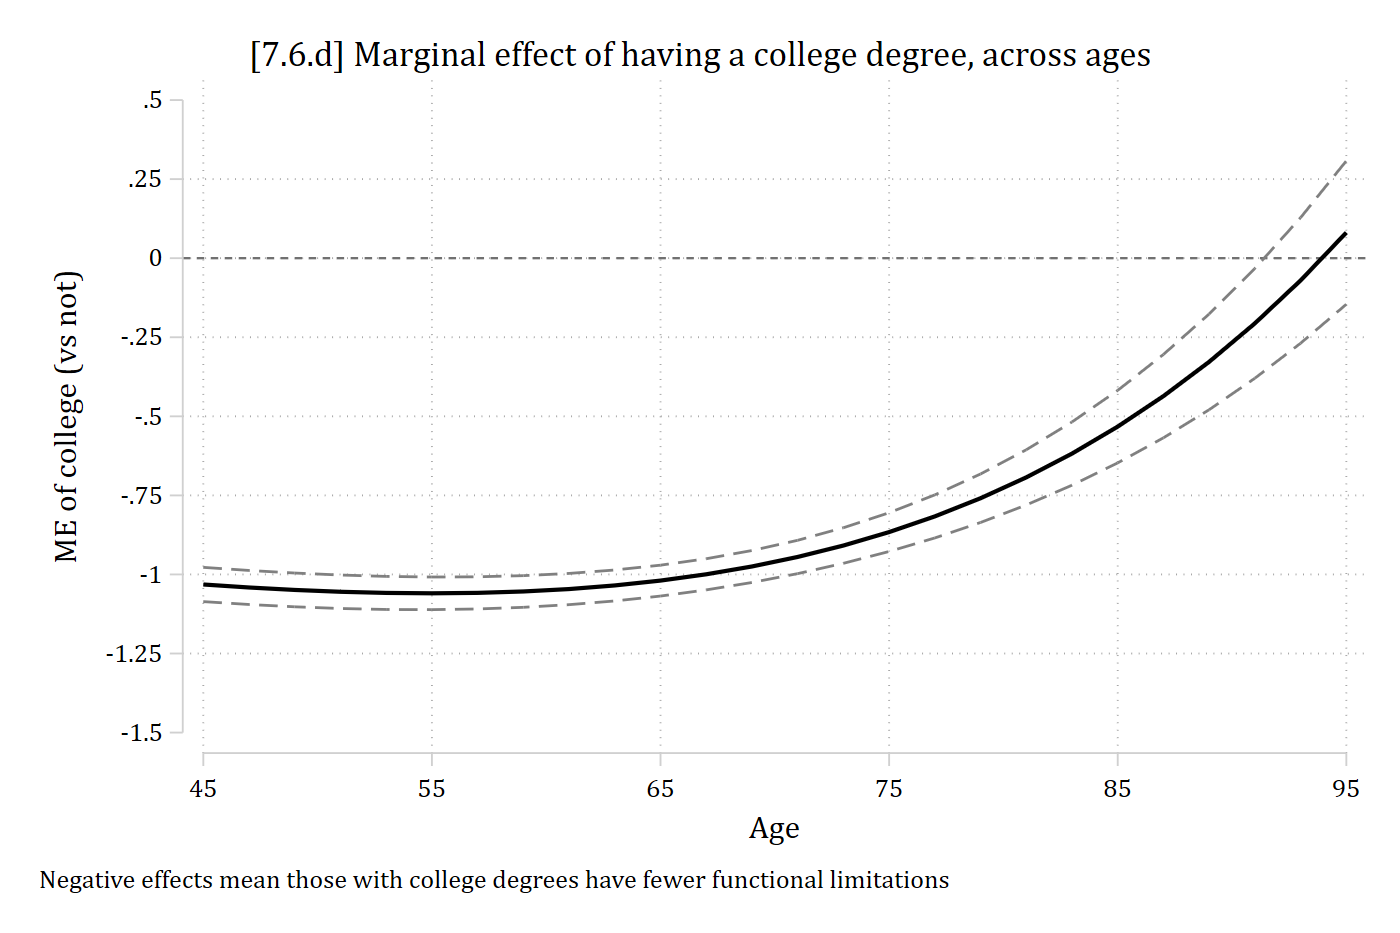 [7.6.d] Marginal effect of having a college degree, across ages
.5
.25
0
-.25
-.5
-.75
-1
-1.25
-1.5
ME of college (vs not)
45 55 65 75 85 95
Age
Negative effects mean those with college degrees have fewer functional limitations